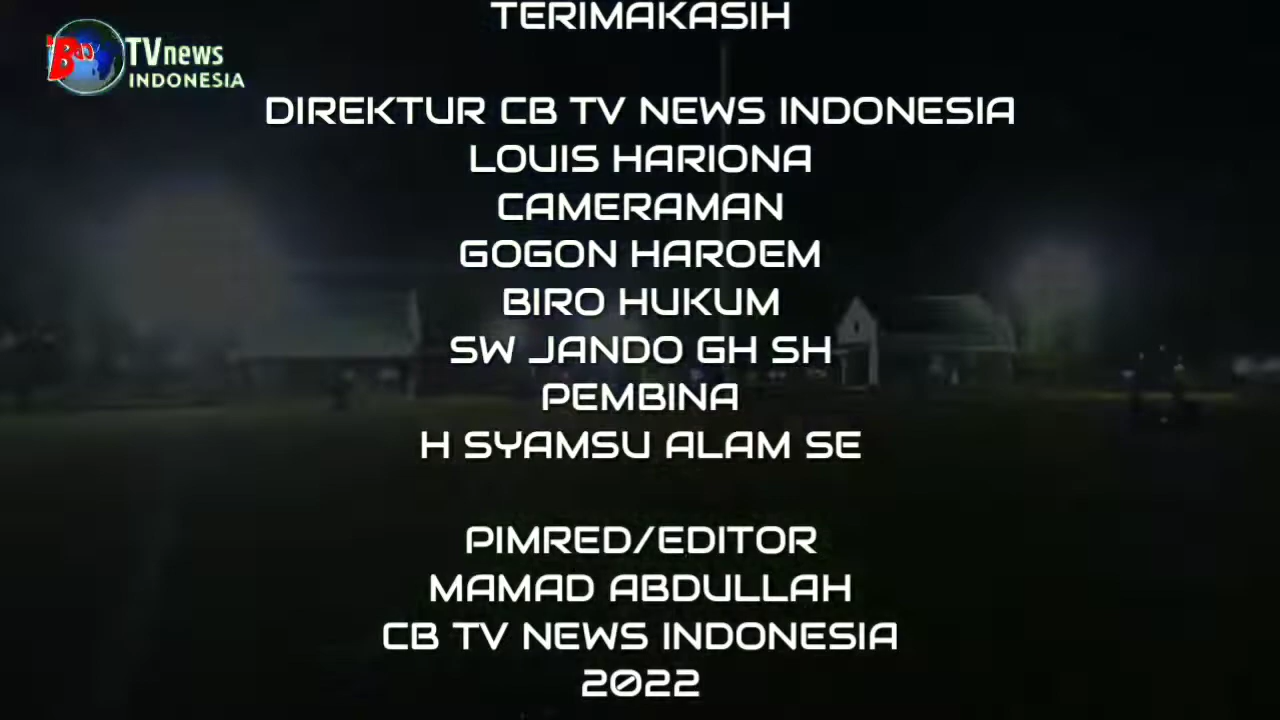 TERIMAKASIH
TVnews
INDONESIA
DIREKTUR CB TV NEWS INDONESIA
LOUIS HARIONA
CAMERAMAN
GOGON HAROEM
BIRO HUKUM
SW JANDO GH SH
PEMBINA
H SYAMSU ALAM SE
PIMRED/EDITOR
MAMAD ABDULLAH
CB TV NEWS INDONESIA
2022